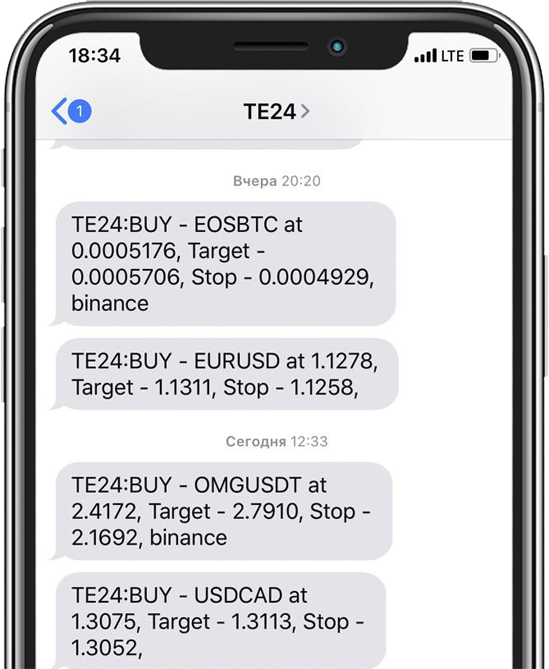 18:34
LTE
1
TE24
Вчера 20:20
TE24:BUY - EOSBTC at
0.0005176, Target -
0.0005706, Stop - 0.0004929,
binance
TE24:BUY - EURUSD at 1.1278,
Target - 1.1311, Stop - 1.1258,
Сегодня 12:33
TE24:BUY - OMGUSDT at
2.4172, Target - 2.7910, Stop -
2.1692, binance
TE24:BUY - USDCAD at
1.3075, Target - 1.3113, Stop -
1.3052,